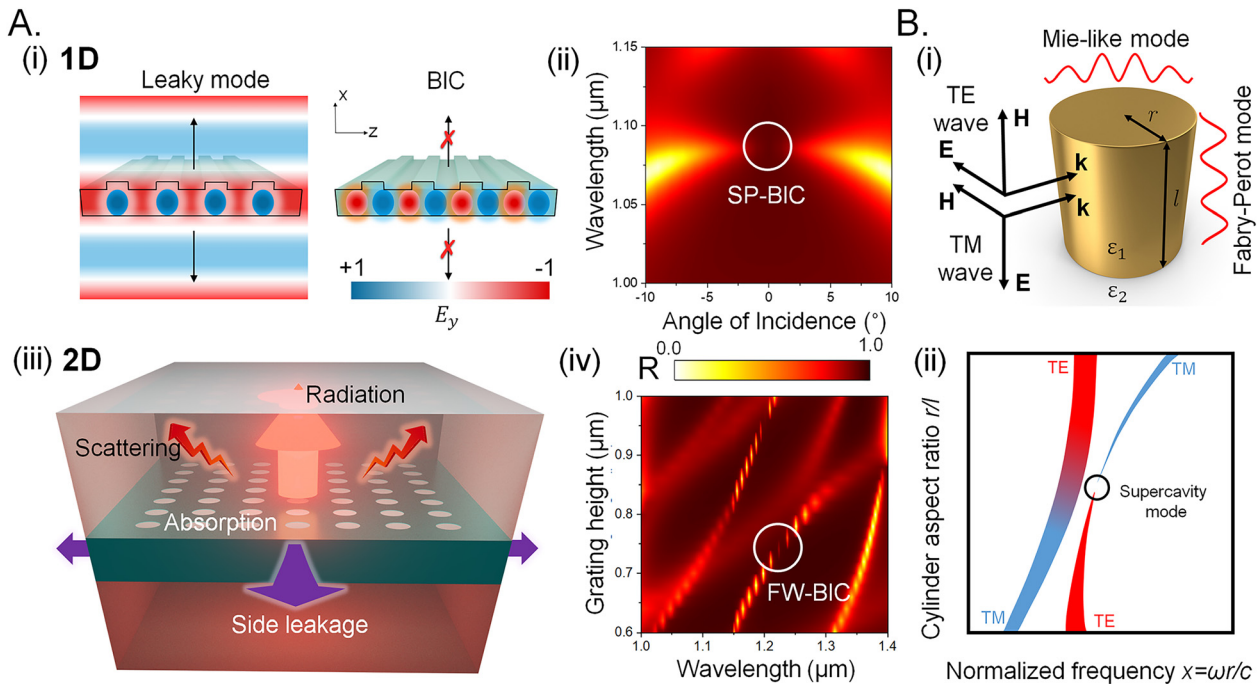 A.
(i) 1D
Leaky mode
BIC
x
z
+1
-1
E_y
(ii)
Wavelength (μm)
1.15
1.10
1.05
1.00
SP-BIC
-10
-5
0
5
10
Angle of Incidence (°)
B.
(i)
Mie-like mode
TE
wave
H
E
k
H
k
TM
wave
E
r
l
ε₁
ε₂
Fabry-Perot mode
(iii) 2D
Radiation
Scattering
Absorption
Side leakage
(iv)
R
0.0
1.0
Grating height (μm)
1.0
0.9
0.8
0.7
0.6
FW-BIC
1.0
1.1
1.2
1.3
1.4
Wavelength (μm)
(ii)
Cylinder aspect ratio r/l
TE
TM
Supercavity
mode
TM
TE
Normalized frequency x=ωr/c